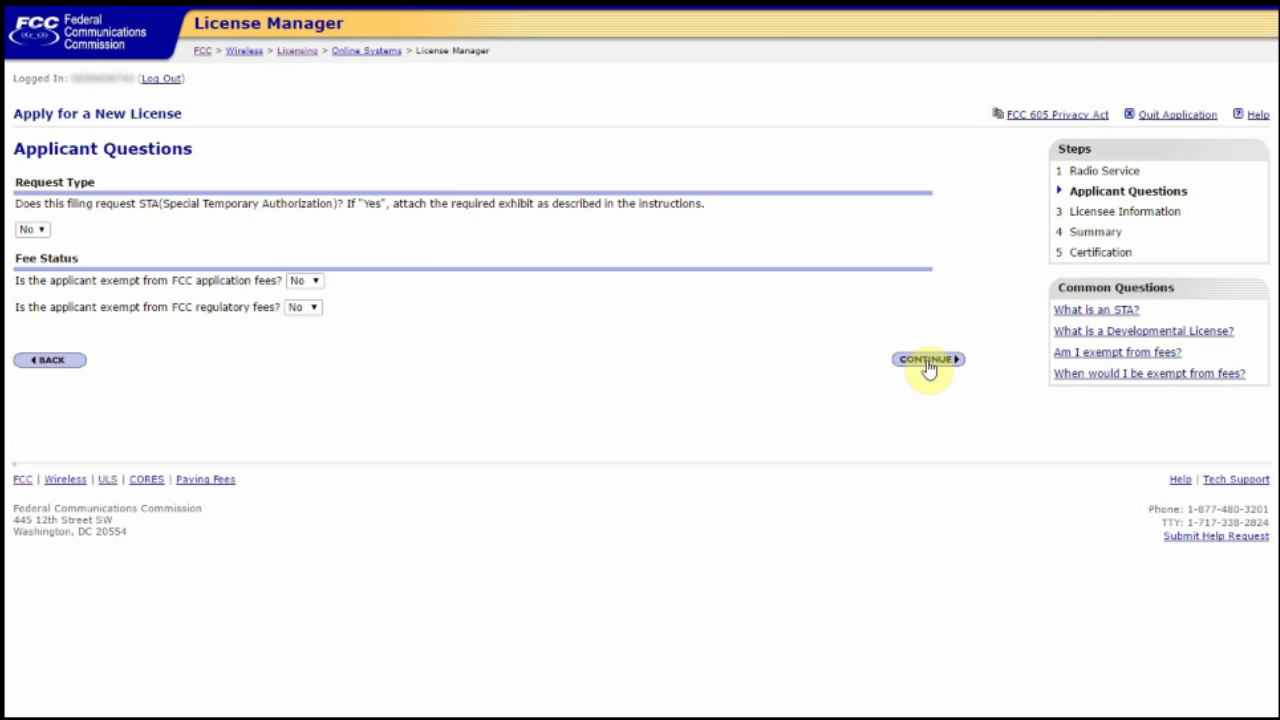 FCC Federal Communications Commission
License Manager
FCC > Wireless > Licensing > Online Systems > License Manager
Logged In: (Log Out)
Apply for a New License
FCC 605 Privacy Act Quit Application Help
Applicant Questions
Request Type
Does this filing request STA(Special Temporary Authorization)? If "Yes", attach the required exhibit as described in the instructions.
No
Fee Status
Is the applicant exempt from FCC application fees? No
Is the applicant exempt from FCC regulatory fees? No
BACK
CONTINUE
Steps
1 Radio Service
Applicant Questions
3 Licensee Information
4 Summary
5 Certification
Common Questions
What is an STA?
What is a Developmental License?
Am I exempt from fees?
When would I be exempt from fees?
FCC | Wireless | ULS | CORES | Paying Fees
Help | Tech Support
Federal Communications Commission
445 12th Street SW
Washington, DC 20554
Phone: 1-877-480-3201
TTY: 1-717-338-2824
Submit Help Request